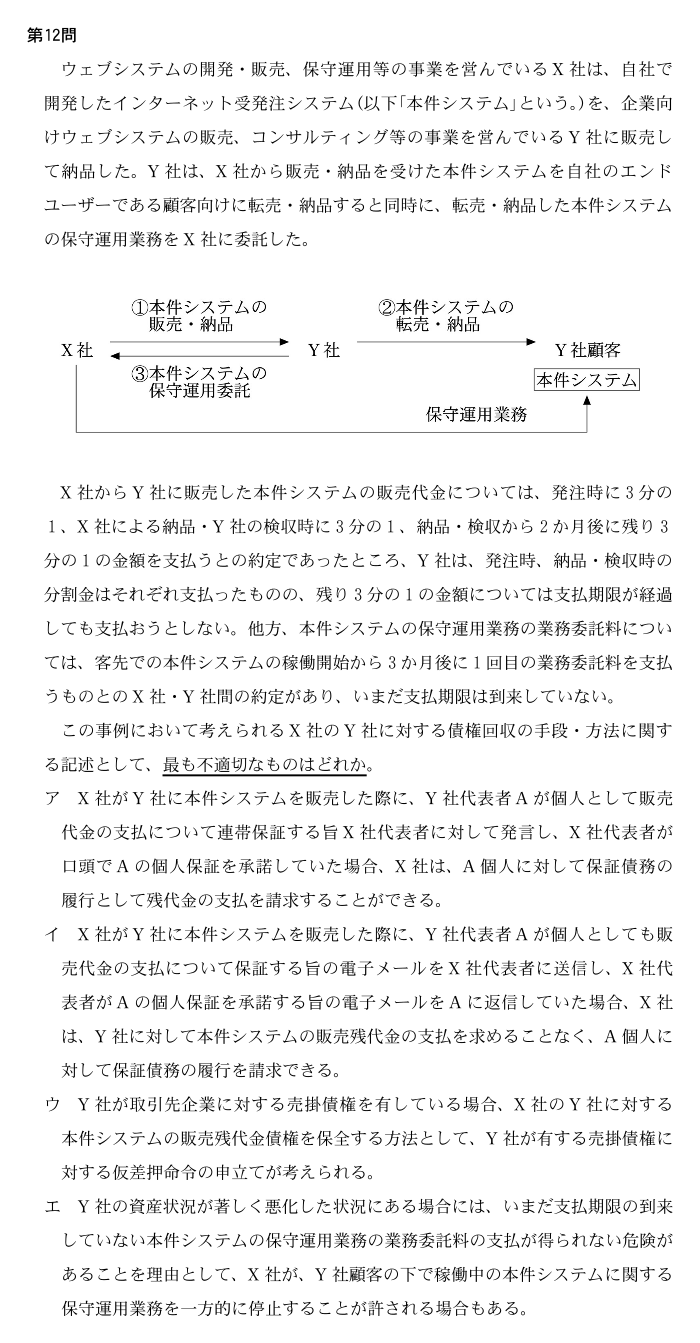 第12問
ウェブシステムの開発・販売、保守運用等の事業を営んでいるX社は、自社で
開発したインターネット受発注システム(以下｢本件システム｣という。)を、企業向
けウェブシステムの販売、コンサルティング等の事業を営んでいるY社に販売し
て納品した。Y社は、X社から販売・納品を受けた本件システムを自社のエンド
ユーザーである顧客向けに転売・納品すると同時に、転売・納品した本件システム
の保守運用業務をX社に委託した。
①本件システムの
販売・納品
②本件システムの
転売・納品
X社
Y社
Y社顧客
③本件システムの
保守運用委託
本件システム
保守運用業務
X社からY社に販売した本件システムの販売代金については、発注時に3分の
1、X社による納品・Y社の検収時に3分の1、納品・検収から2か月後に残り3
分の1の金額を支払うとの約定であったところ、Y社は、発注時、納品・検収時の
分割金はそれぞれ支払ったものの、残り3分の1の金額については支払期限が経過
しても支払おうとしない。他方、本件システムの保守運用業務の業務委託料につい
ては、客先での本件システムの稼働開始から3か月後に1回目の業務委託料を支払
うものとのX社・Y社間の約定があり、いまだ支払期限は到来していない。
この事例において考えられるX社のY社に対する債権回収の手段・方法に関す
る記述として、最も不適切なものはどれか。
ア X社がY社に本件システムを販売した際に、Y社代表者Aが個人として販売
代金の支払について連帯保証する旨X社代表者に対して発言し、X社代表者が
口頭でAの個人保証を承諾していた場合、X社は、A個人に対して保証債務の
履行として残代金の支払を請求することができる。
イ X社がY社に本件システムを販売した際に、Y社代表者Aが個人としても販
売代金の支払について保証する旨の電子メールをX社代表者に送信し、X社代
表者がAの個人保証を承諾する旨の電子メールをAに返信していた場合、X社
は、Y社に対して本件システムの販売残代金の支払を求めることなく、A個人に
対して保証債務の履行を請求できる。
ウ Y社が取引先企業に対する売掛債権を有している場合、X社のY社に対する
本件システムの販売残代金債権を保全する方法として、Y社が有する売掛債権に
対する仮差押命令の申立てが考えられる。
エ Y社の資産状況が著しく悪化した状況にある場合には、いまだ支払期限の到来
していない本件システムの保守運用業務の業務委託料の支払が得られない危険が
あることを理由として、X社が、Y社顧客の下で稼働中の本件システムに関する
保守運用業務を一方的に停止することが許される場合もある。